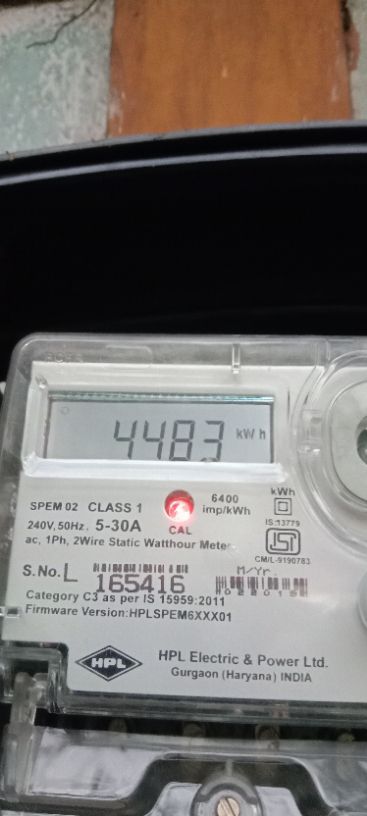 4483 kWh
SPEM 02 CLASS 1
6400
imp/kWh
kWh
240V,50Hz. 5-30A
CAL
IS:13779
ac, 1Ph, 2Wire Static Watthour Meter
ISI
CM/L-9190783
S.No. L 165416
M/Yr.
Category C3 as per IS 15959:2011
Firmware Version:HPLSPEM6XXX01
HPL
HPL Electric & Power Ltd.
Gurgaon (Haryana) INDIA